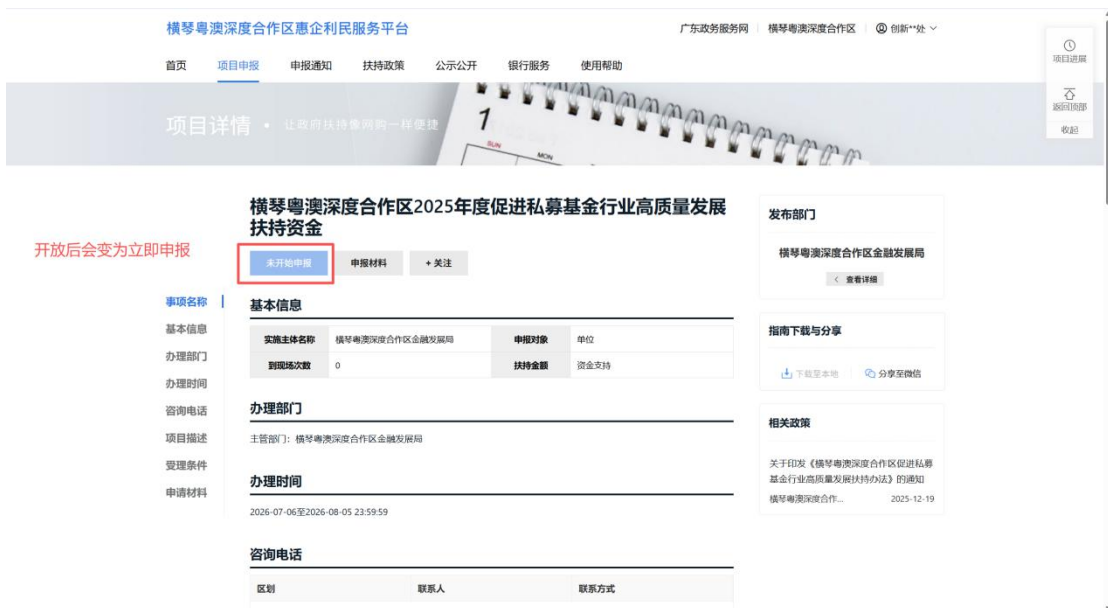 横琴粤澳深度合作区惠企利民服务平台
广东政务服务网 横琴粤澳深度合作区 创新**处
首页 项目申报 申报通知 扶持政策 公示公开 银行服务 使用帮助
项目进展
返回顶部
收起
项目详情 • 让政府扶持像网购一样便捷
1
SUN MON
横琴粤澳深度合作区2025年度促进私募基金行业高质量发展
扶持资金
开放后会变为立即申报
未开始申报 申报材料 + 关注
事项名称
基本信息
办理部门
办理时间
咨询电话
项目描述
受理条件
申请材料
基本信息
实施主体名称 横琴粤澳深度合作区金融发展局 申报对象 单位
到现场次数 0 扶持金额 资金支持
办理部门
主管部门：横琴粤澳深度合作区金融发展局
办理时间
2026-07-06至2026-08-05 23:59:59
咨询电话
区划 联系人 联系方式
发布部门
横琴粤澳深度合作区金融发展局
〈 查看详细
指南下载与分享
下载至本地 分享至微信
相关政策
关于印发《横琴粤澳深度合作区促进私募
基金行业高质量发展扶持办法》的通知
横琴粤澳深度合作... 2025-12-19